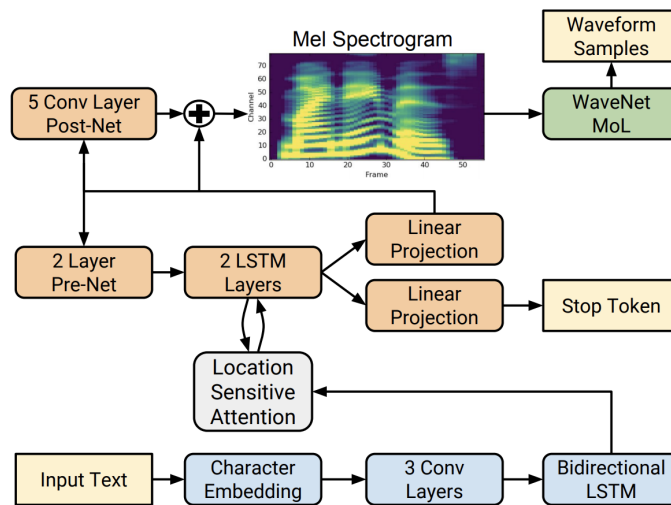 Waveform
Samples
Mel Spectrogram
5 Conv Layer
Post-Net
Channel
70
60
50
40
30
20
10
0
0
10
20
30
40
50
Frame
WaveNet
MoL
2 Layer
Pre-Net
2 LSTM
Layers
Linear
Projection
Linear
Projection
Stop Token
Location
Sensitive
Attention
Input Text
Character
Embedding
3 Conv
Layers
Bidirectional
LSTM